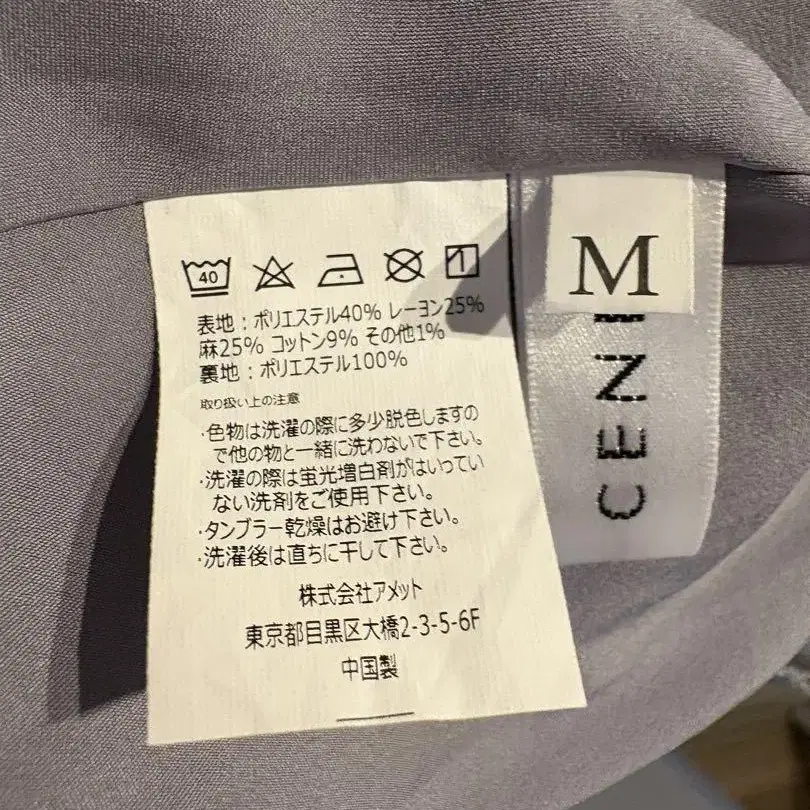 40
1
表地：ポリエステル40% レーヨン25%
麻25% コットン9% その他1%
裏地：ポリエステル100%
取り扱い上の注意
·色物は洗濯の際に多少脱色しますの
で他の物と一緒に洗わないで下さい。
·洗濯の際は蛍光増白剤がはいってい
ない洗剤をご使用下さい。
·タンブラー乾燥はお避け下さい。
·洗濯後は直ちに干して下さい。
株式会社アメット
東京都目黒区大橋2-3-5-6F
中国製
M